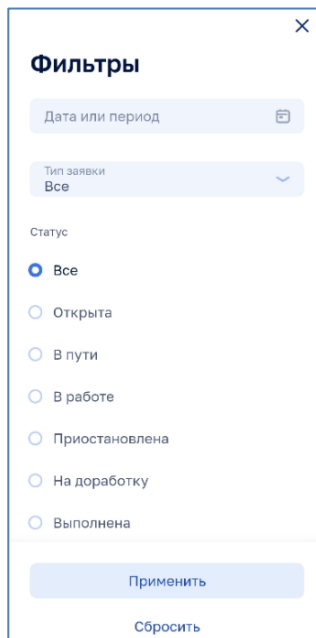 Фильтры
Дата или период
Тип заявки
Все
Статус
Все
Открыта
В пути
В работе
Приостановлена
На доработку
Выполнена
Применить
Сбросить